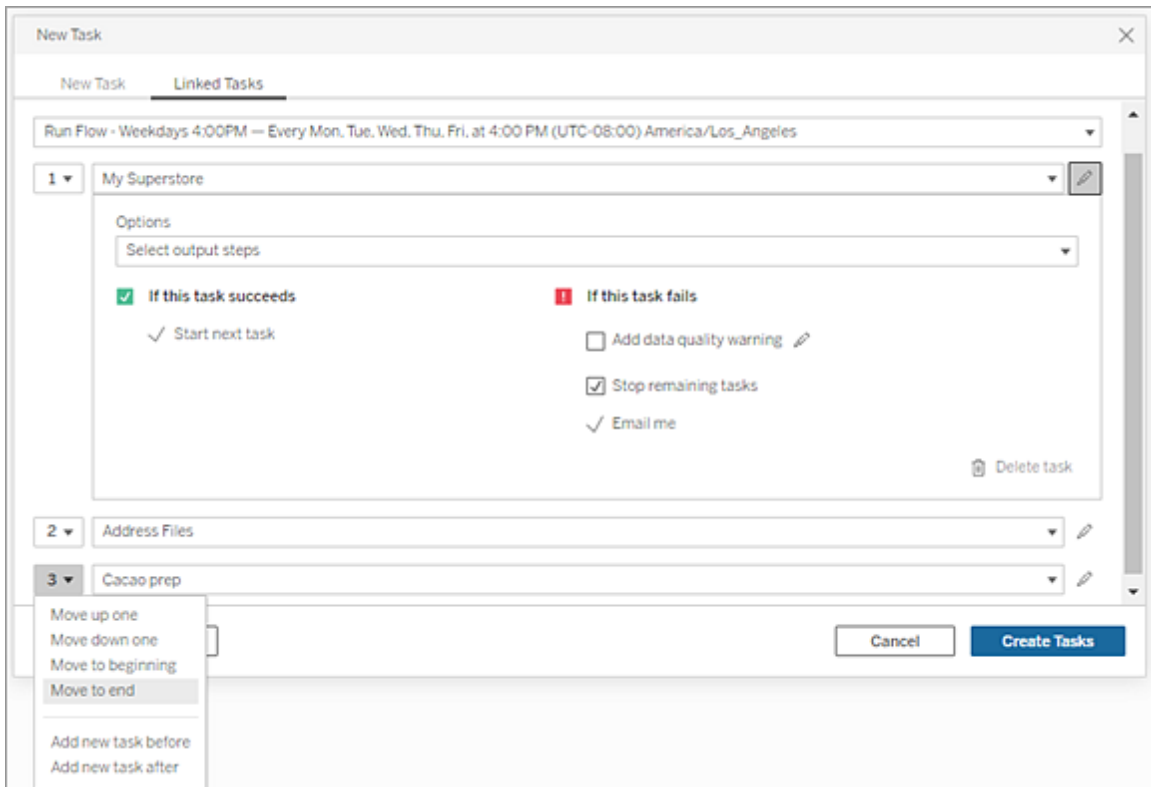 New Task
New Task Linked Tasks
Run Flow - Weekdays 4:00PM — Every Mon, Tue, Wed, Thu, Fri, at 4:00 PM (UTC-08:00) America/Los_Angeles
1 My Superstore
Options
Select output steps
If this task succeeds If this task fails
Start next task
Add data quality warning
Stop remaining tasks
Email me
Delete task
2 Address Files
3 Cacao prep
Move up one
Move down one
Move to beginning
Move to end
Add new task before
Add new task after
Cancel Create Tasks